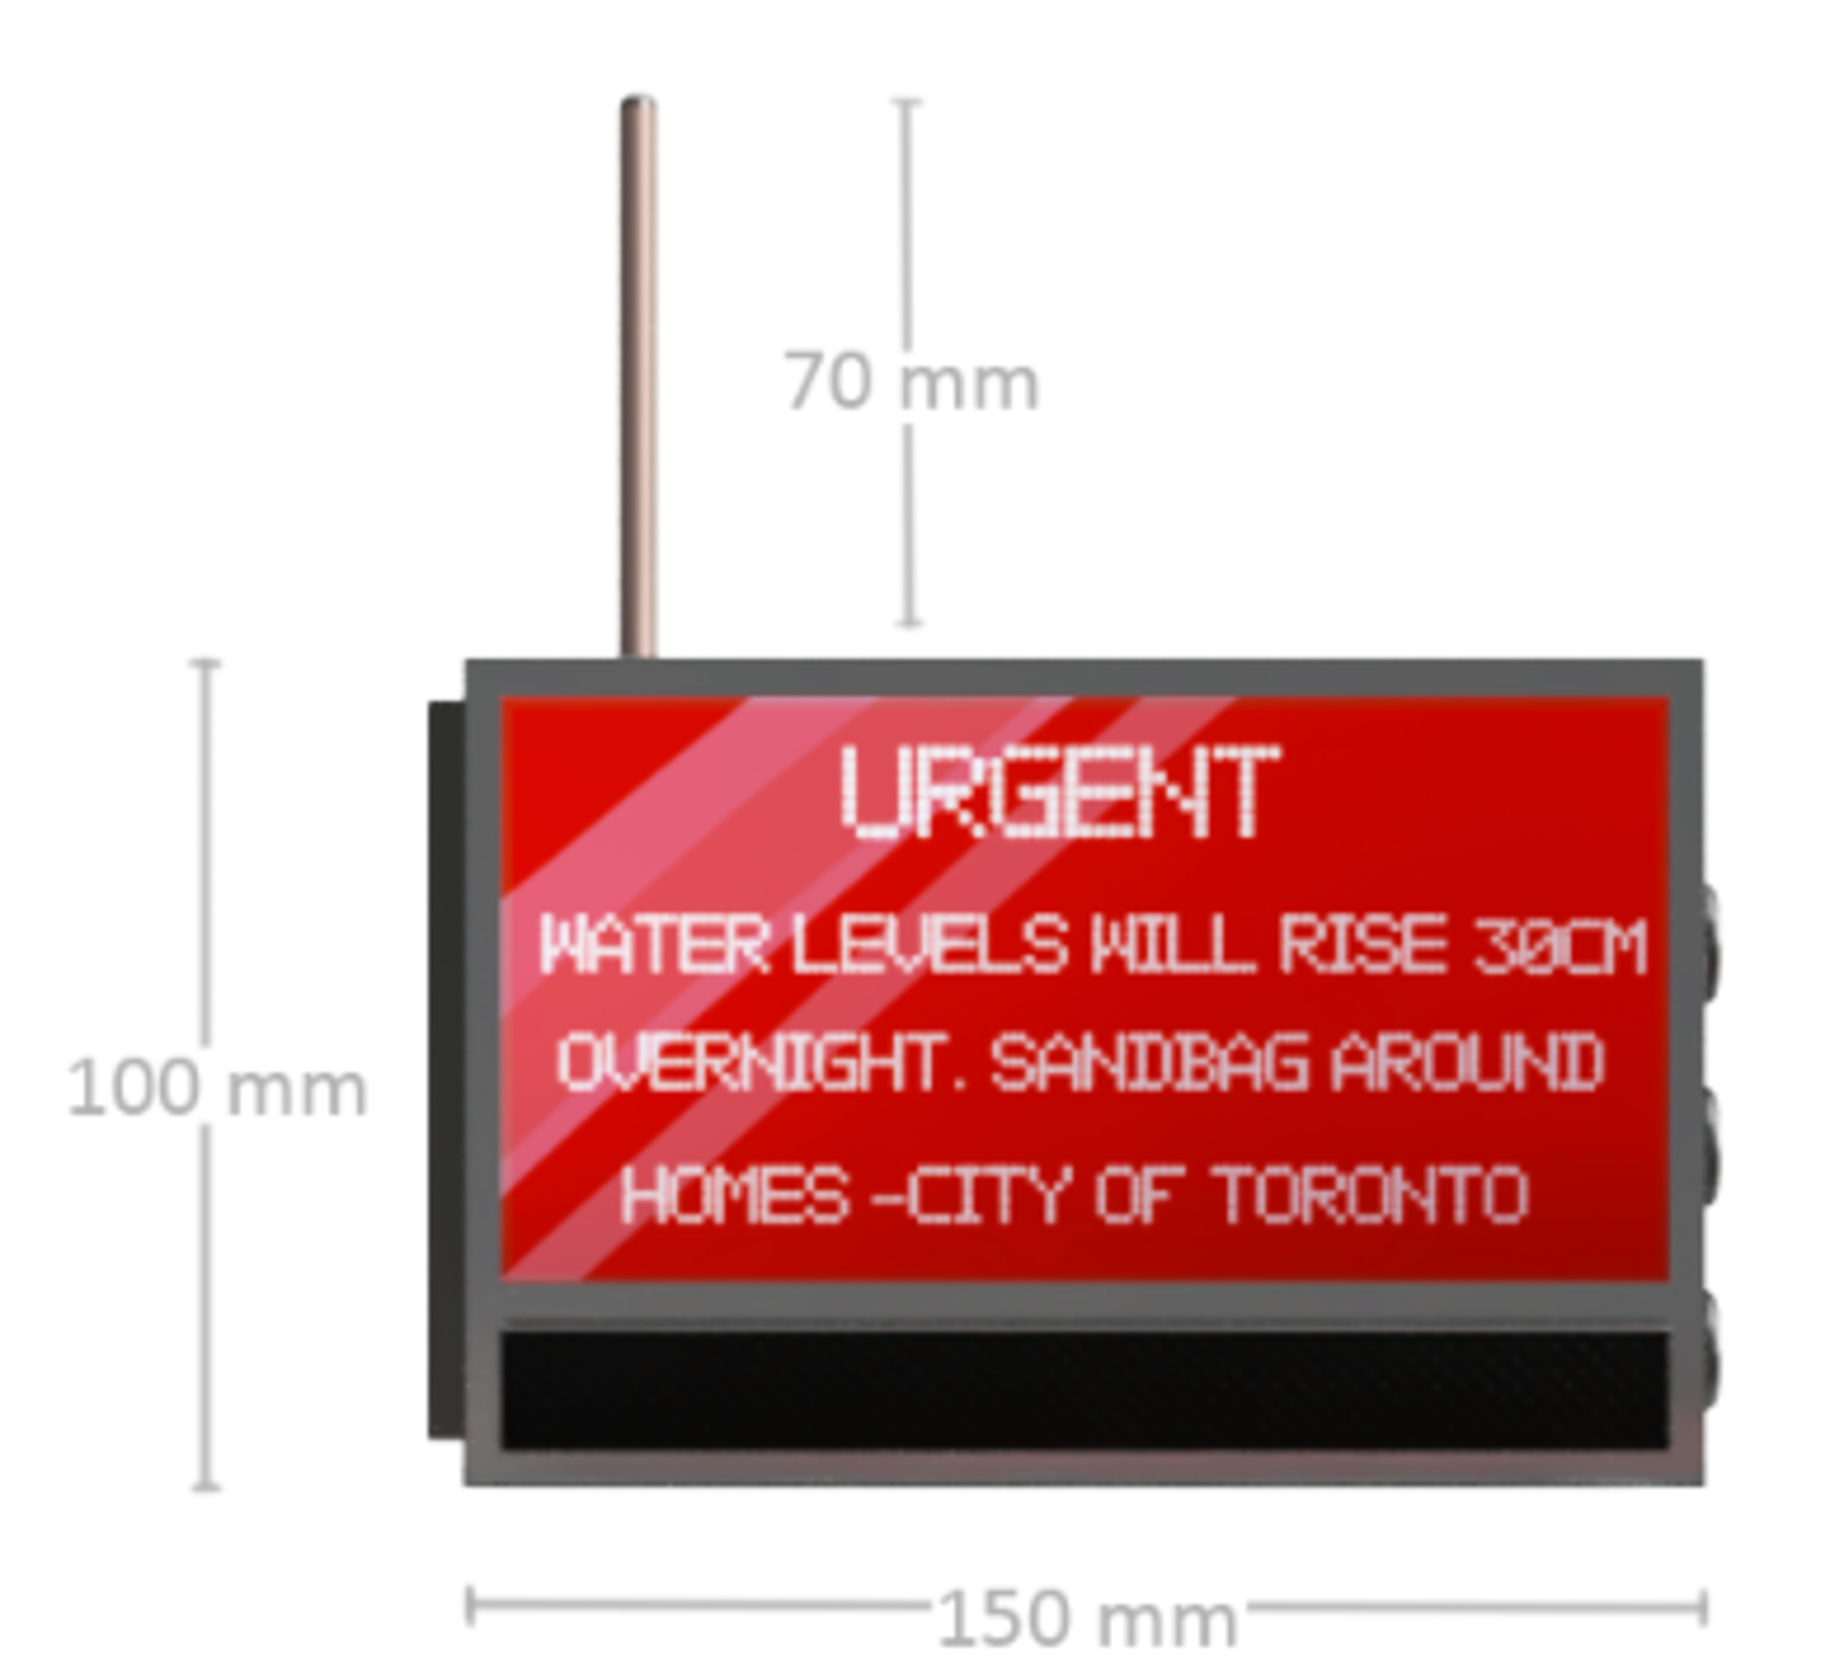 70 mm
URGENT
WATER LEVELS WILL RISE 30CM
OVERNIGHT. SANDBAG AROUND
HOMES -CITY OF TORONTO
100 mm
150 mm